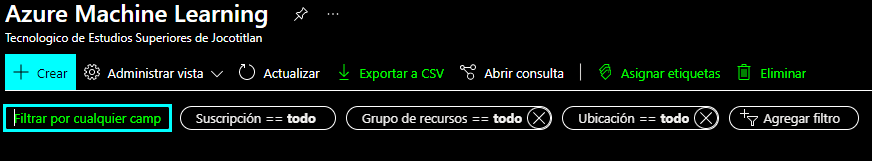 Azure Machine Learning
Tecnologico de Estudios Superiores de Jocotitlan
Crear Administrar vista Actualizar Exportar a CSV Abrir consulta Asignar etiquetas Eliminar
Filtrar por cualquier camp Suscripción == todo Grupo de recursos == todo Ubicación == todo Agregar filtro